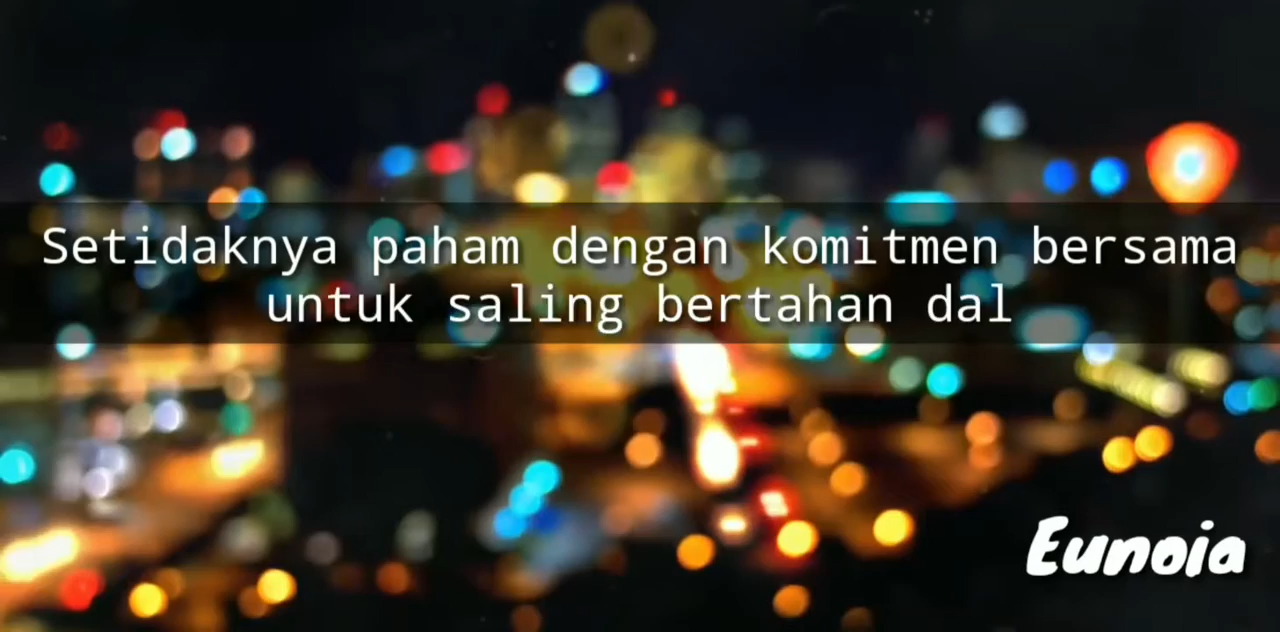 Setidaknya paham dengan komitmen bersama
untuk saling bertahan dal
Eunoia